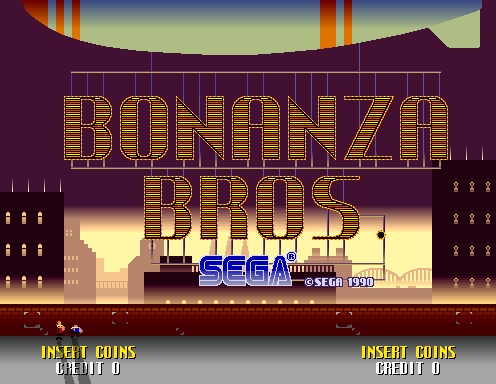 BONANZA
BROS.
SEGA®
© SEGA 1990
INSERT COINS
CREDIT 0
INSERT COINS
CREDIT 0